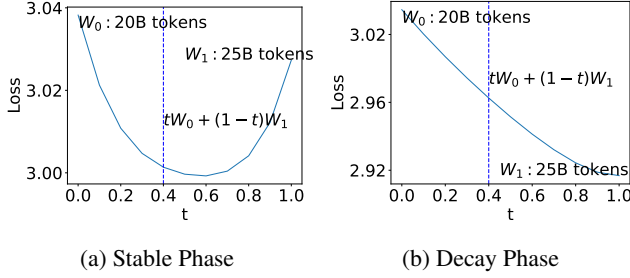 3.04
3.02
3.00
Loss
W₀ : 20B tokens
W₁ : 25B tokens
tW₀ + (1 − t)W₁
0.0 0.2 0.4 0.6 0.8 1.0
t
(a) Stable Phase
3.02
2.96
2.92
Loss
W₀ : 20B tokens
tW₀ + (1 − t)W₁
W₁ : 25B tokens
0.0 0.2 0.4 0.6 0.8 1.0
t
(b) Decay Phase